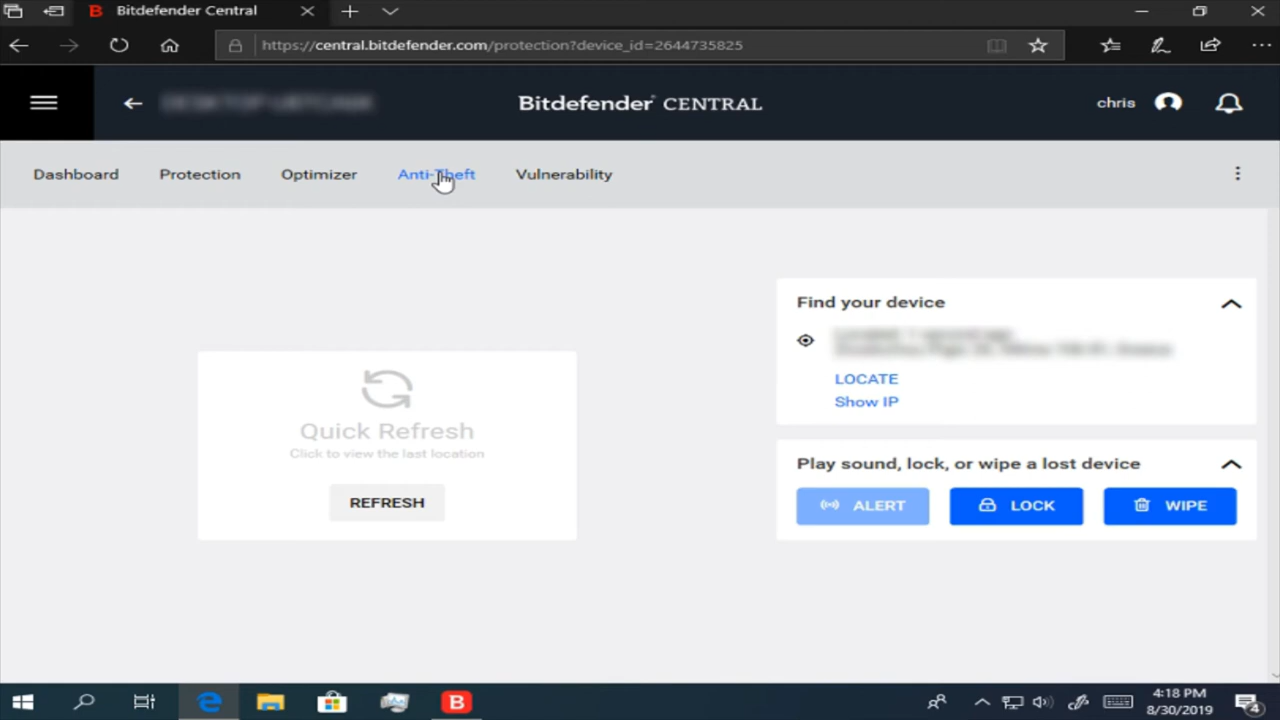 Bitdefender Central
https://central.bitdefender.com/protection?device_id=2644735825
Bitdefender CENTRAL
chris
Dashboard
Protection
Optimizer
Anti-Theft
Vulnerability
Find your device
LOCATE
Show IP
Quick Refresh
Click to view the last location
REFRESH
Play sound, lock, or wipe a lost device
ALERT
LOCK
WIPE
B
4:18 PM
8/30/2019
4